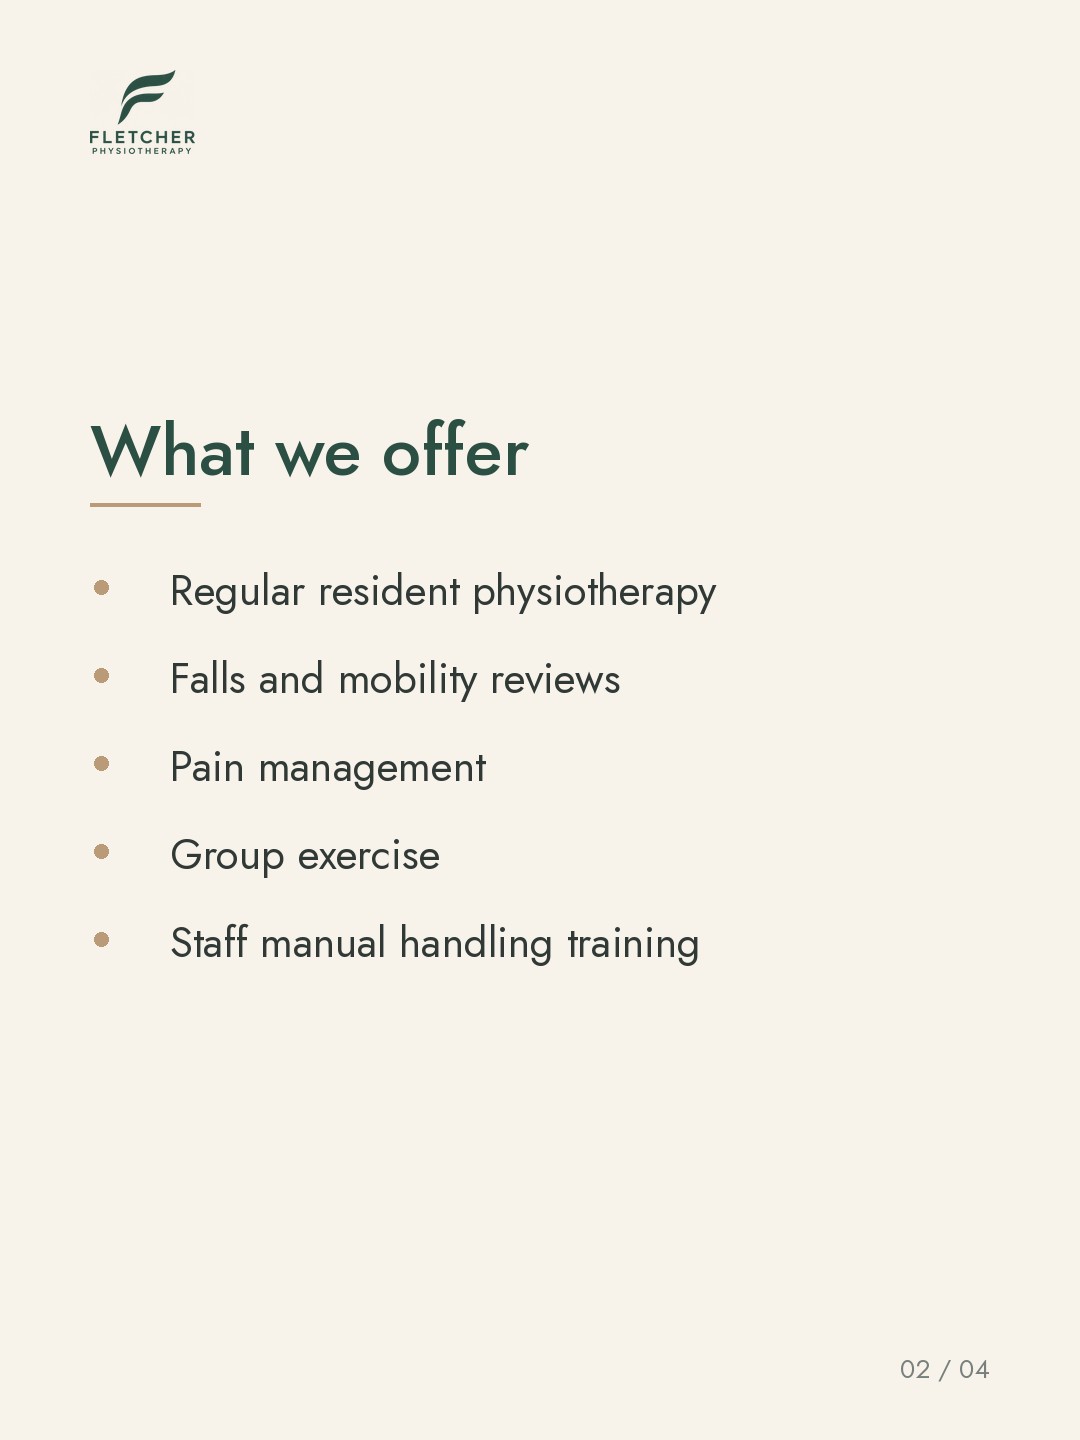 FLETCHER
PHYSIOTHERAPY
What we offer
Regular resident physiotherapy
Falls and mobility reviews
Pain management
Group exercise
Staff manual handling training
02 / 04